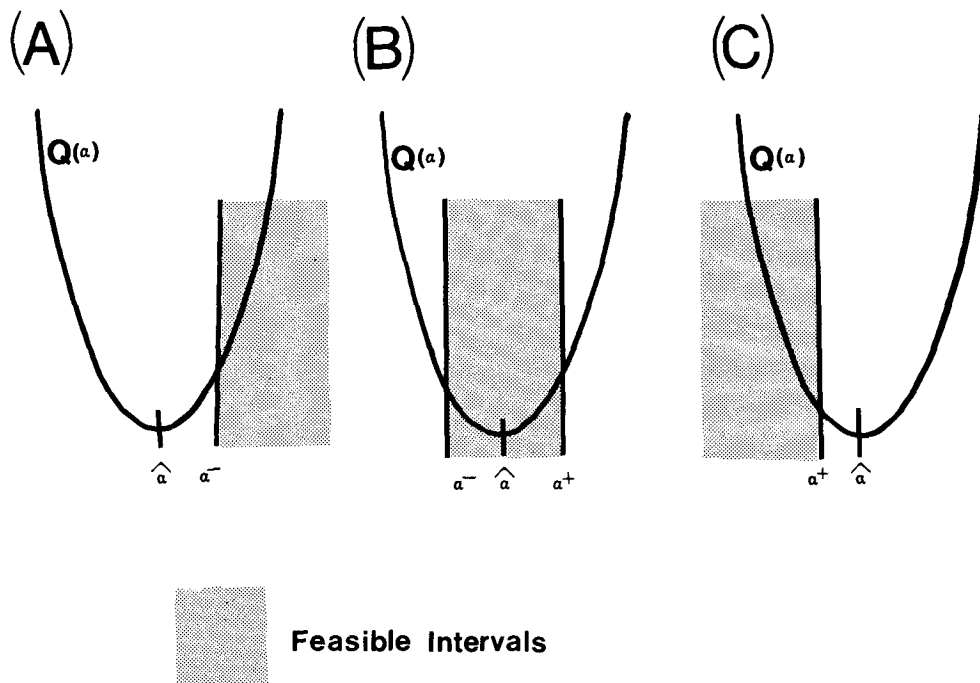 (A)
(B)
(C)
Q(a)
Q(a)
Q(a)
â a⁻
a⁻ â a⁺
a⁺ â
Feasible Intervals